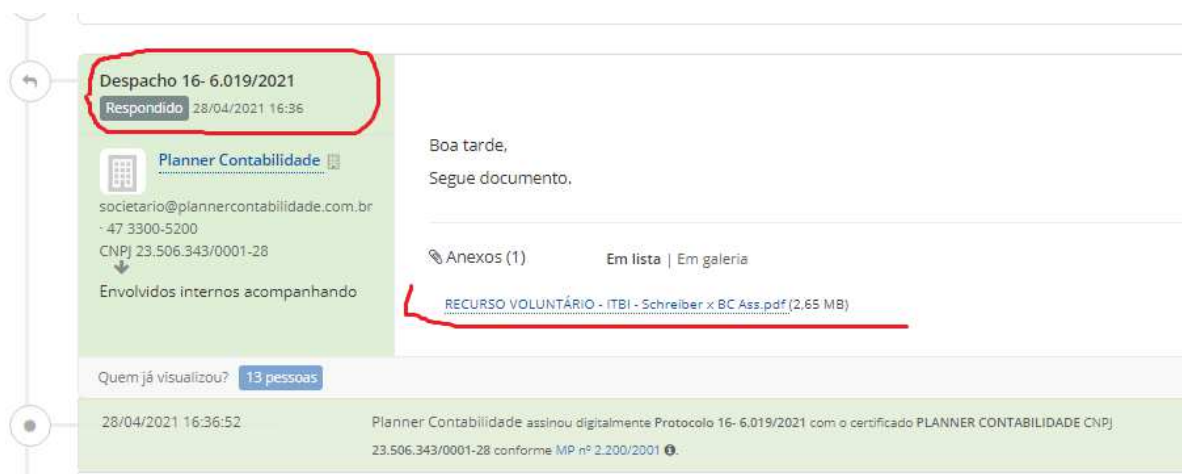 Despacho 16- 6.019/2021
Respondido 28/04/2021 16:36
Planner Contabilidade
societario@plannercontabilidade.com.br
· 47 3300-5200
CNPJ 23.506.343/0001-28
Envolvidos internos acompanhando
Boa tarde,
Segue documento.
Anexos (1) Em lista | Em galeria
RECURSO VOLUNTÁRIO - ITBI - Schreiber x BC Ass.pdf (2,65 MB)
Quem já visualizou? 13 pessoas
28/04/2021 16:36:52 Planner Contabilidade assinou digitalmente Protocolo 16- 6.019/2021 com o certificado PLANNER CONTABILIDADE CNPJ
23.506.343/0001-28 conforme MP nº 2.200/2001